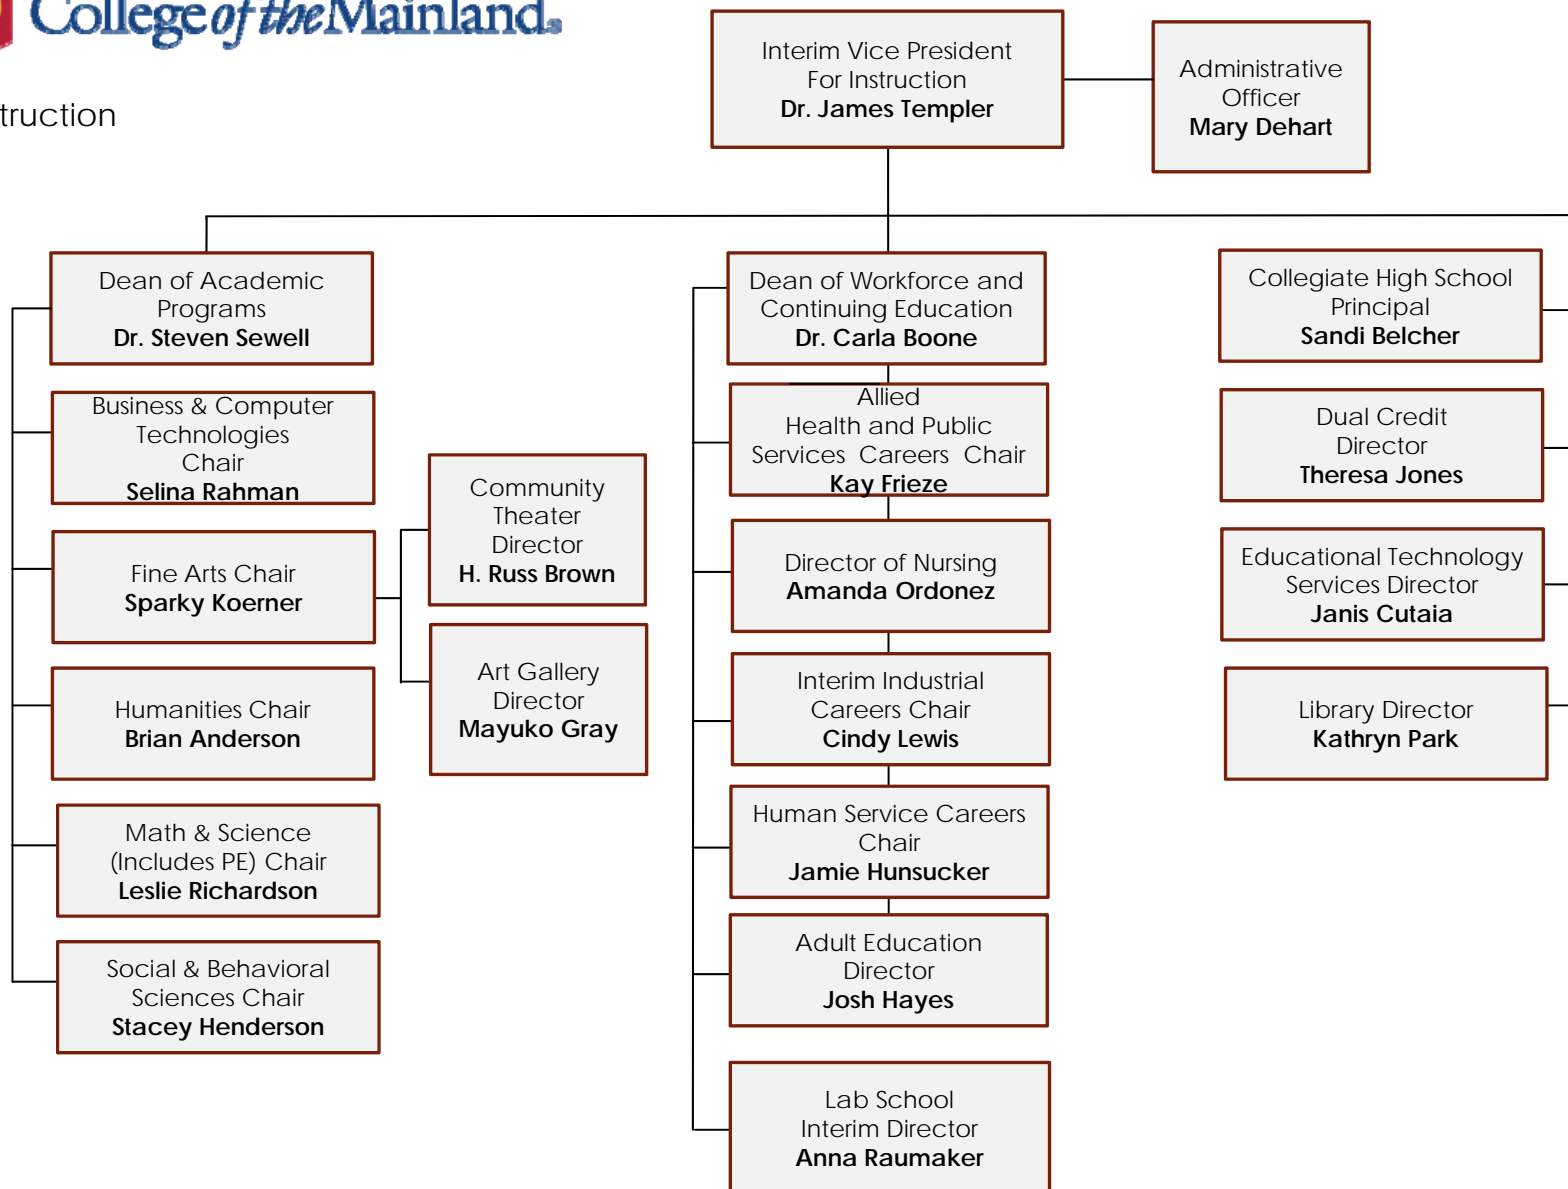 College of the Mainland®
truction
Interim Vice President
For Instruction
Dr. James Templer
Administrative
Officer
Mary Dehart
Dean of Academic
Programs
Dr. Steven Sewell
Business & Computer
Technologies
Chair
Selina Rahman
Fine Arts Chair
Sparky Koerner
Community
Theater
Director
H. Russ Brown
Art Gallery
Director
Mayuko Gray
Humanities Chair
Brian Anderson
Math & Science
(Includes PE) Chair
Leslie Richardson
Social & Behavioral
Sciences Chair
Stacey Henderson
Dean of Workforce and
Continuing Education
Dr. Carla Boone
Allied
Health and Public
Services Careers Chair
Kay Frieze
Director of Nursing
Amanda Ordonez
Interim Industrial
Careers Chair
Cindy Lewis
Human Service Careers
Chair
Jamie Hunsucker
Adult Education
Director
Josh Hayes
Lab School
Interim Director
Anna Raumaker
Collegiate High School
Principal
Sandi Belcher
Dual Credit
Director
Theresa Jones
Educational Technology
Services Director
Janis Cutaia
Library Director
Kathryn Park